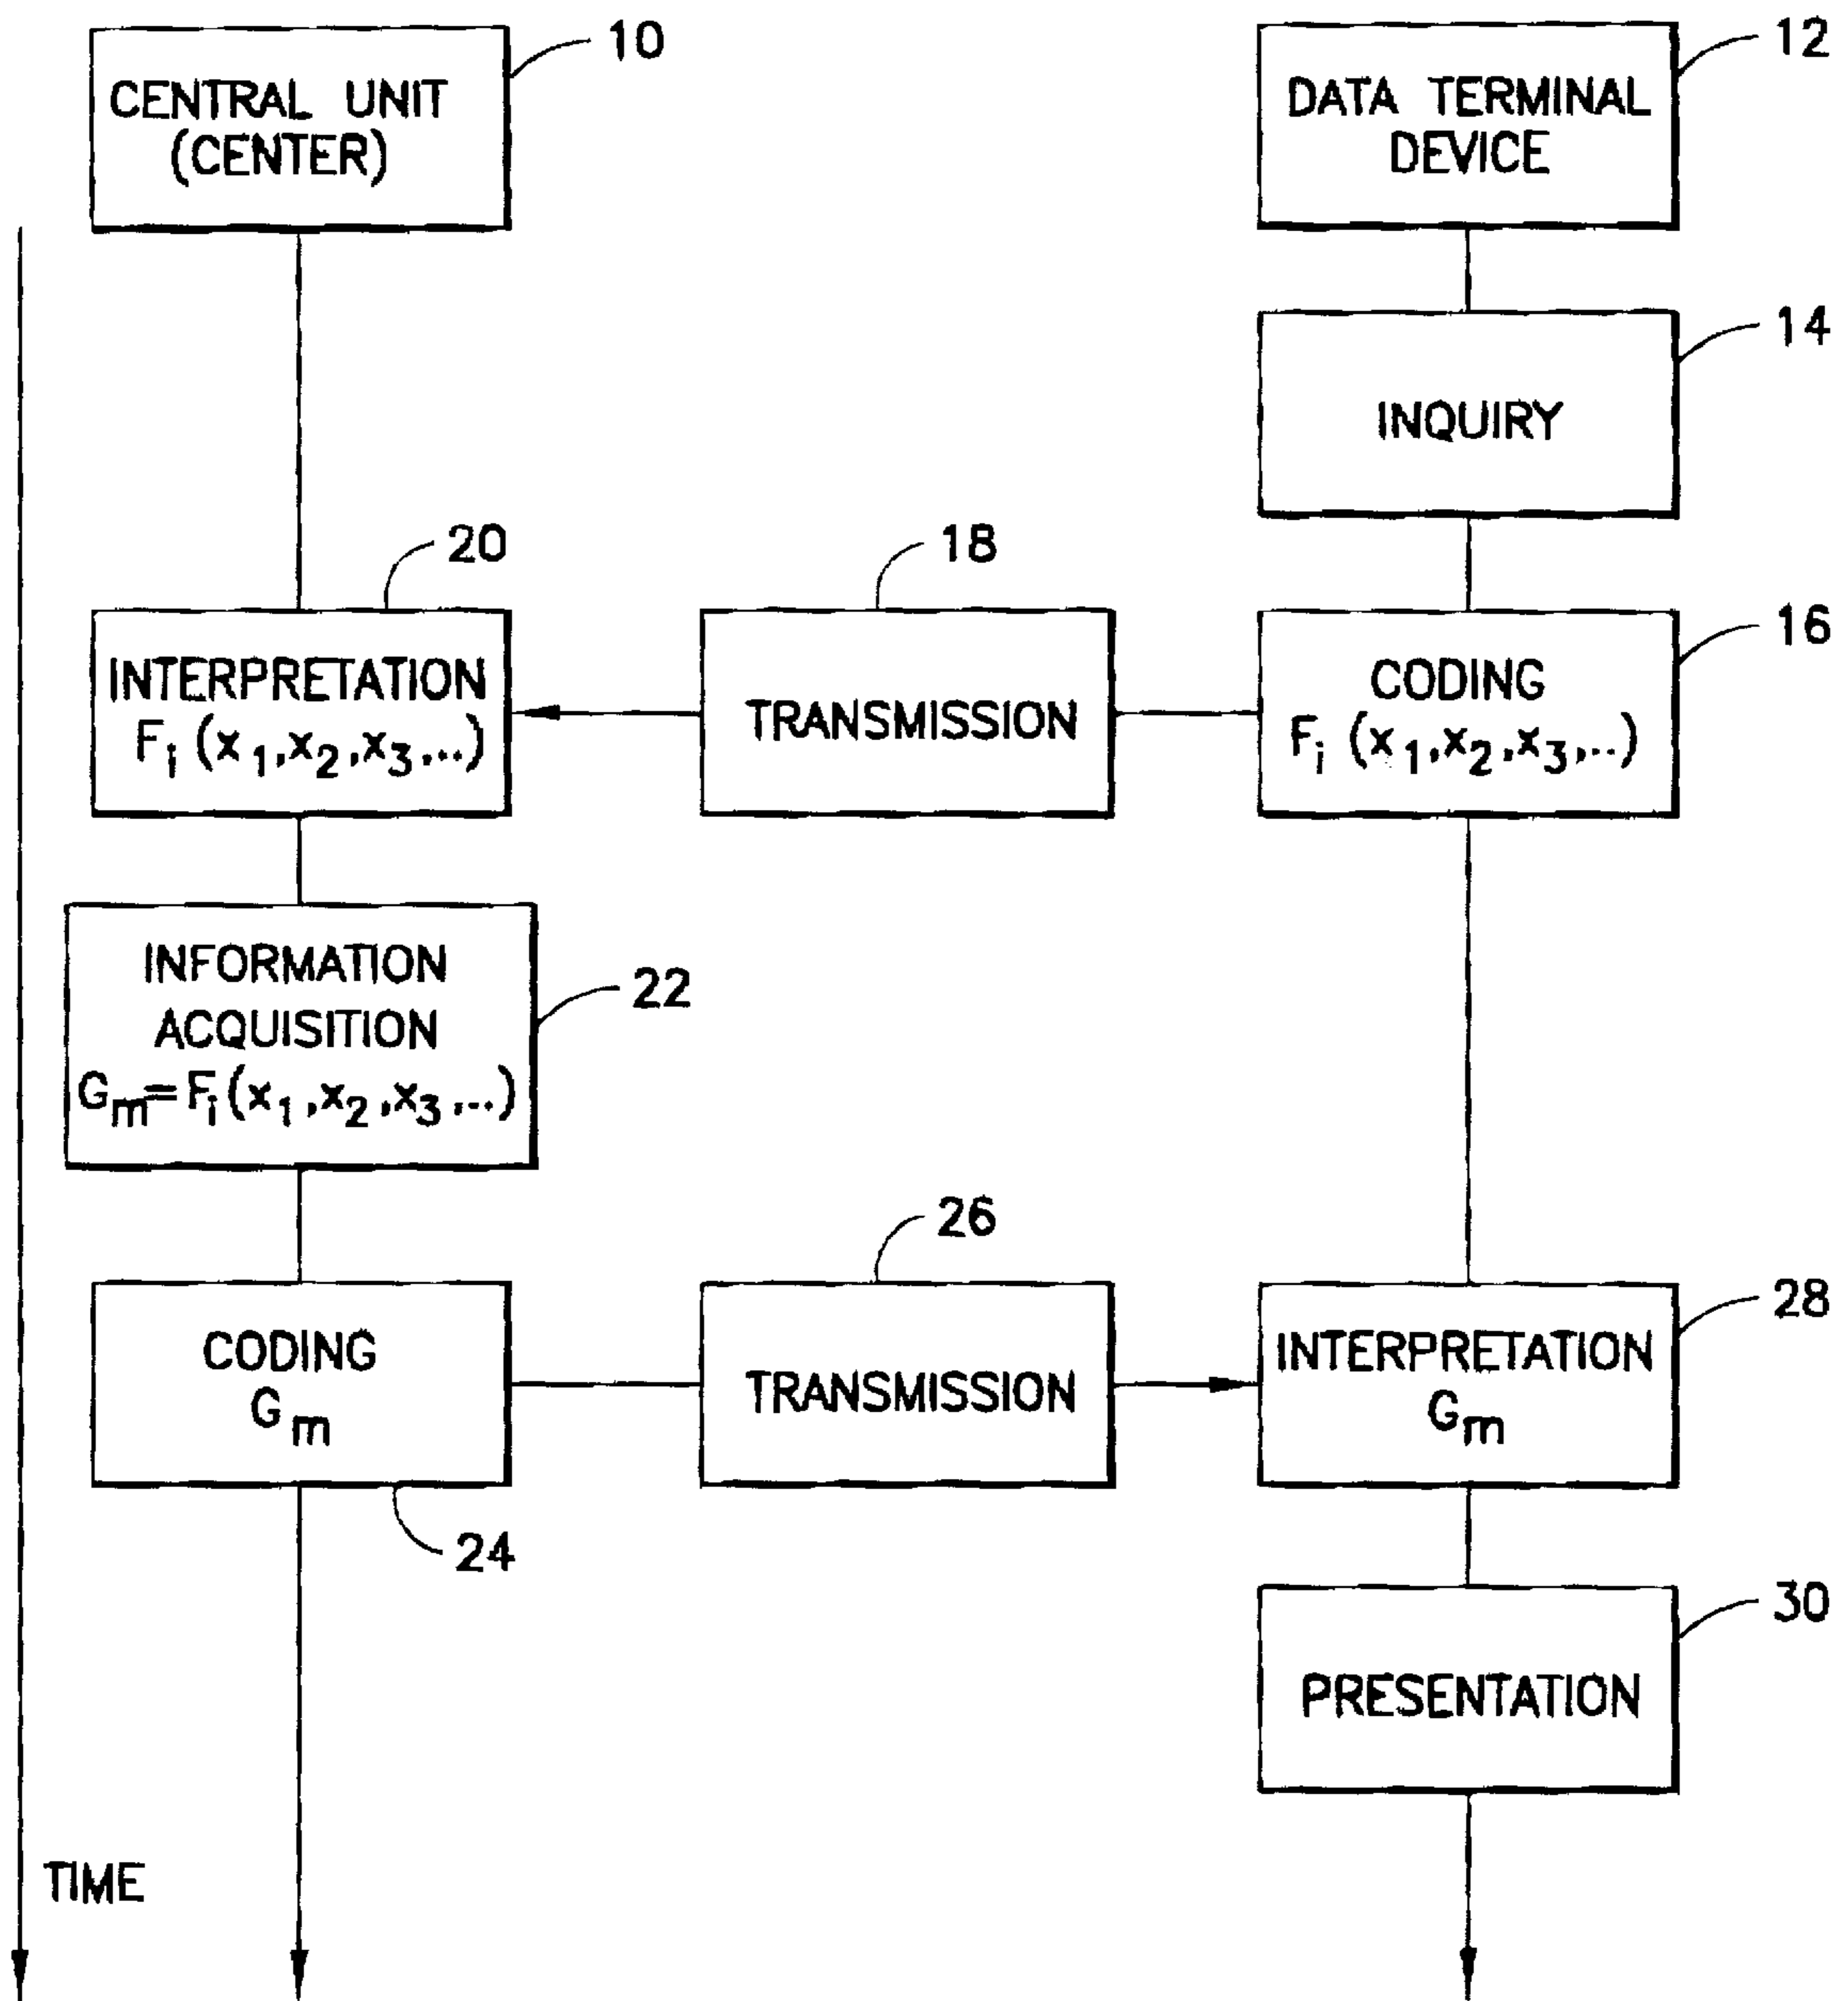 10
CENTRAL UNIT
(CENTER)
12
DATA TERMINAL
DEVICE
14
INQUIRY
20
INTERPRETATION
Fi (x1,x2,x3,...)
18
TRANSMISSION
16
CODING
Fi (x1,x2,x3,..)
INFORMATION
ACQUISITION
Gm=Fi(x1,x2,x3,...)
22
CODING
Gm
24
26
TRANSMISSION
28
INTERPRETATION
Gm
30
PRESENTATION
TIME